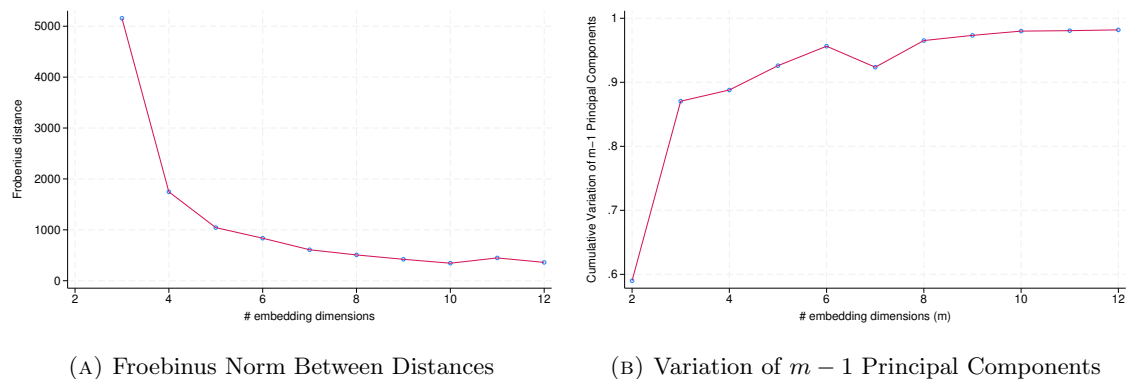 5000
4000
3000
2000
1000
0
Frobenius distance
2 4 6 8 10 12
# embedding dimensions
(A) Froebinus Norm Between Distances
1
.9
.8
.7
.6
Cumulative Variation of m−1 Principal Components
2 4 6 8 10 12
# embedding dimensions (m)
(B) Variation of m − 1 Principal Components